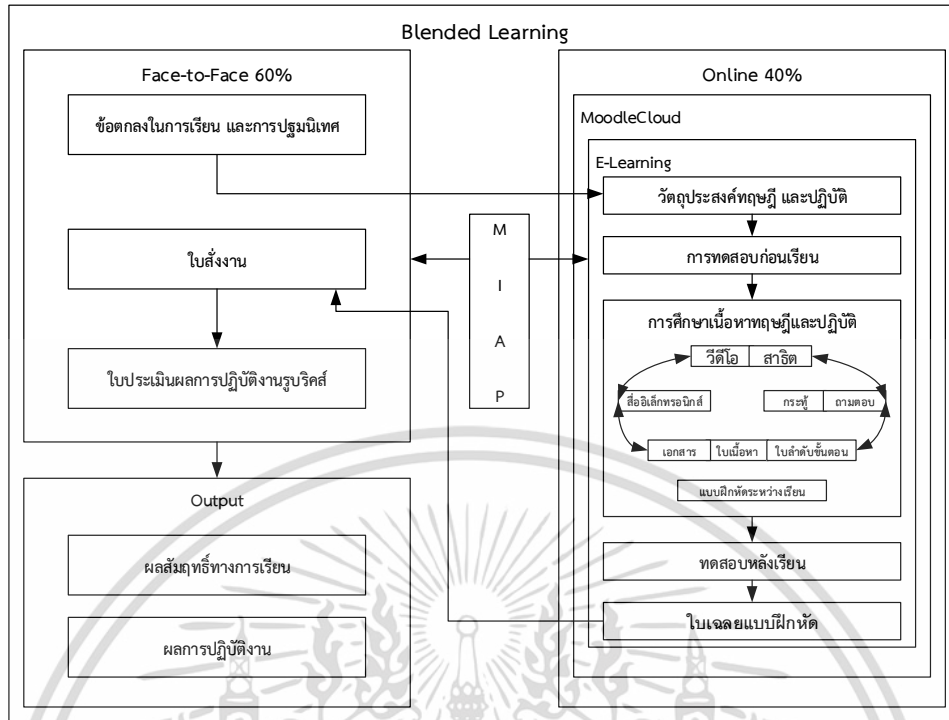 Blended Learning
Face-to-Face 60%
ข้อตกลงในการเรียน และการปฐมนิเทศ
ใบสั่งงาน
ใบประเมินผลการปฏิบัติงานรูบริคส์
Output
ผลสัมฤทธิ์ทางการเรียน
ผลการปฏิบัติงาน
M
I
A
P
Online 40%
MoodleCloud
E-Learning
วัตถุประสงค์ทฤษฎี และปฏิบัติ
การทดสอบก่อนเรียน
การศึกษาเนื้อหาทฤษฎีและปฏิบัติ
วีดีโอ สาธิต
สื่ออิเล็กทรอนิกส์ กระทู้ ถามตอบ
เอกสาร ใบเนื้อหา ใบลำดับขั้นตอน
แบบฝึกหัดระหว่างเรียน
ทดสอบหลังเรียน
ใบเฉลยแบบฝึกหัด